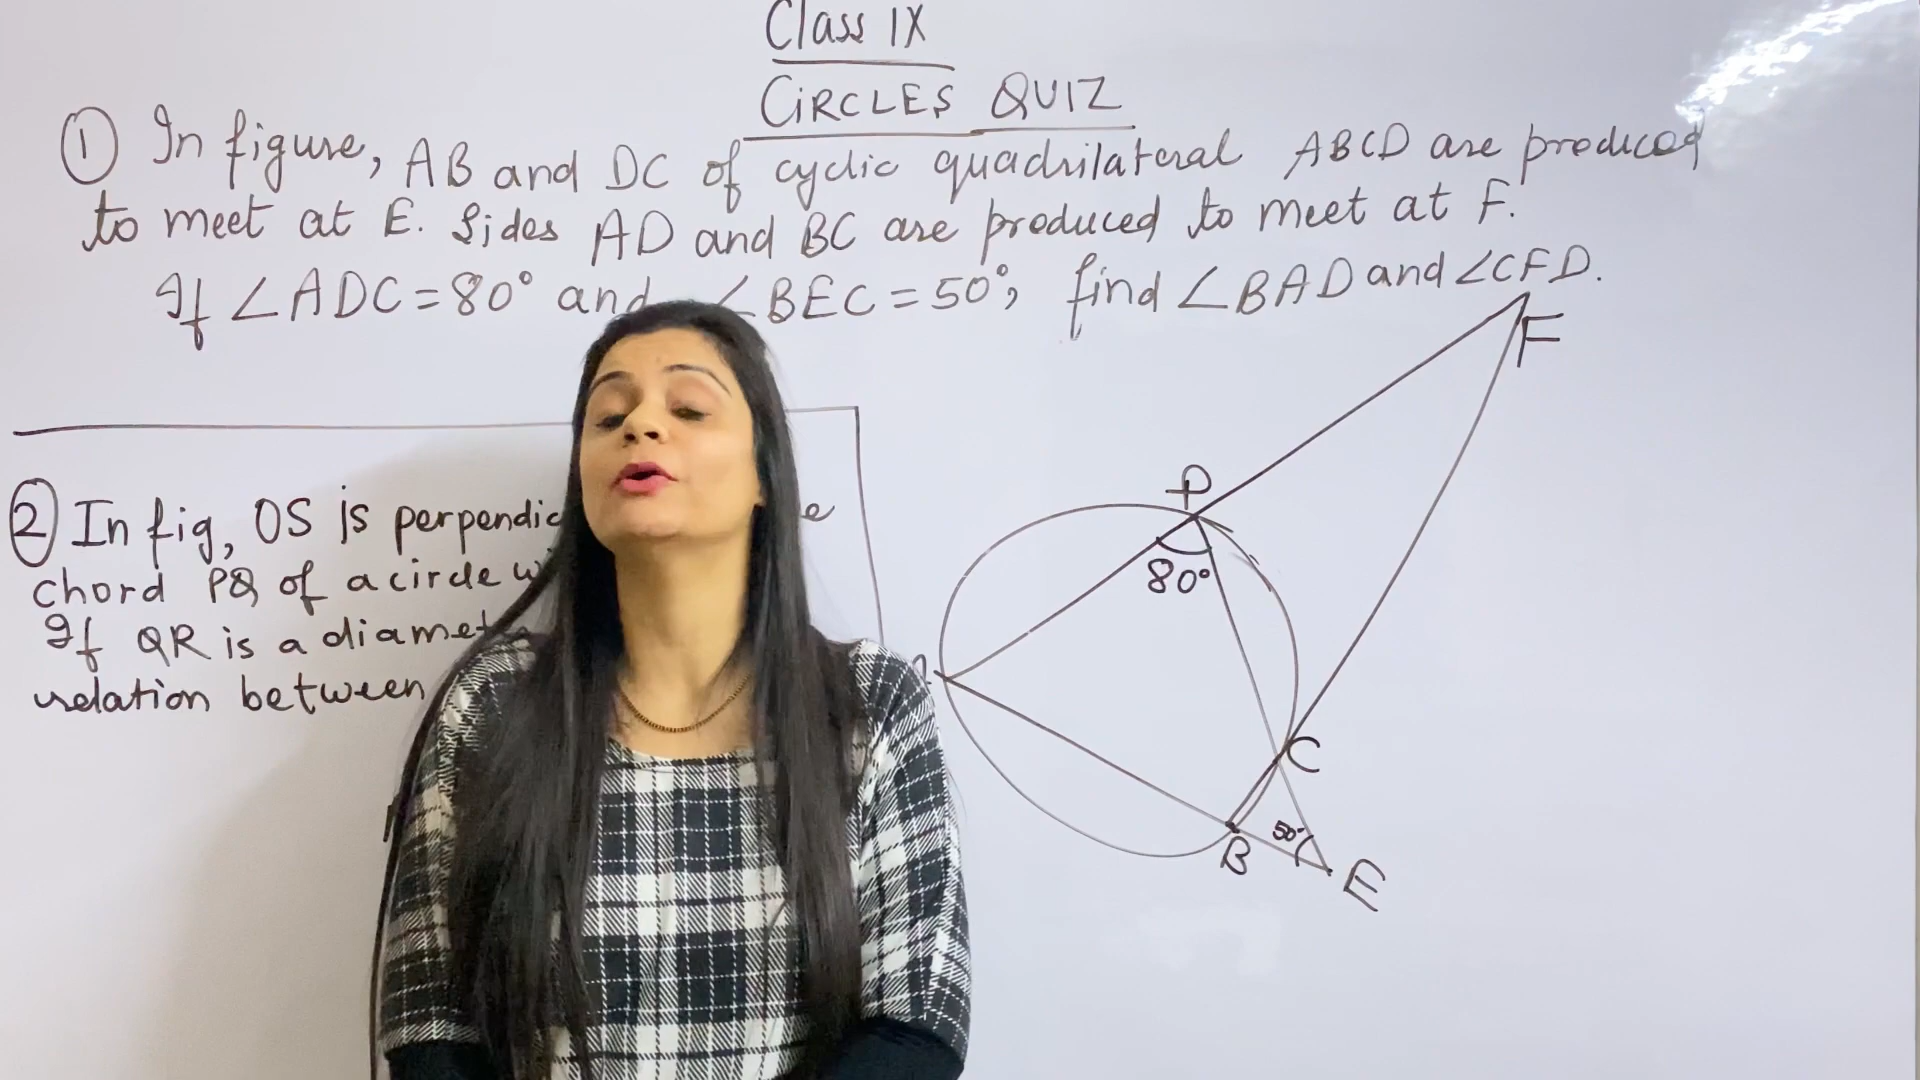 Class IX
CiRCLES QUIZ
① In figure, AB and DC of cyclic quadrilateral ABCD are produced
to meet at E. Sides AD and BC are produced to meet at F.
If ∠ADC=80° and ∠BEC=50°, find ∠BAD and ∠CFD.
F
② In fig, OS is perpendic
chord PQ of a circle
If QR is a diamet
relation between
D
80°
C
50°
B
E